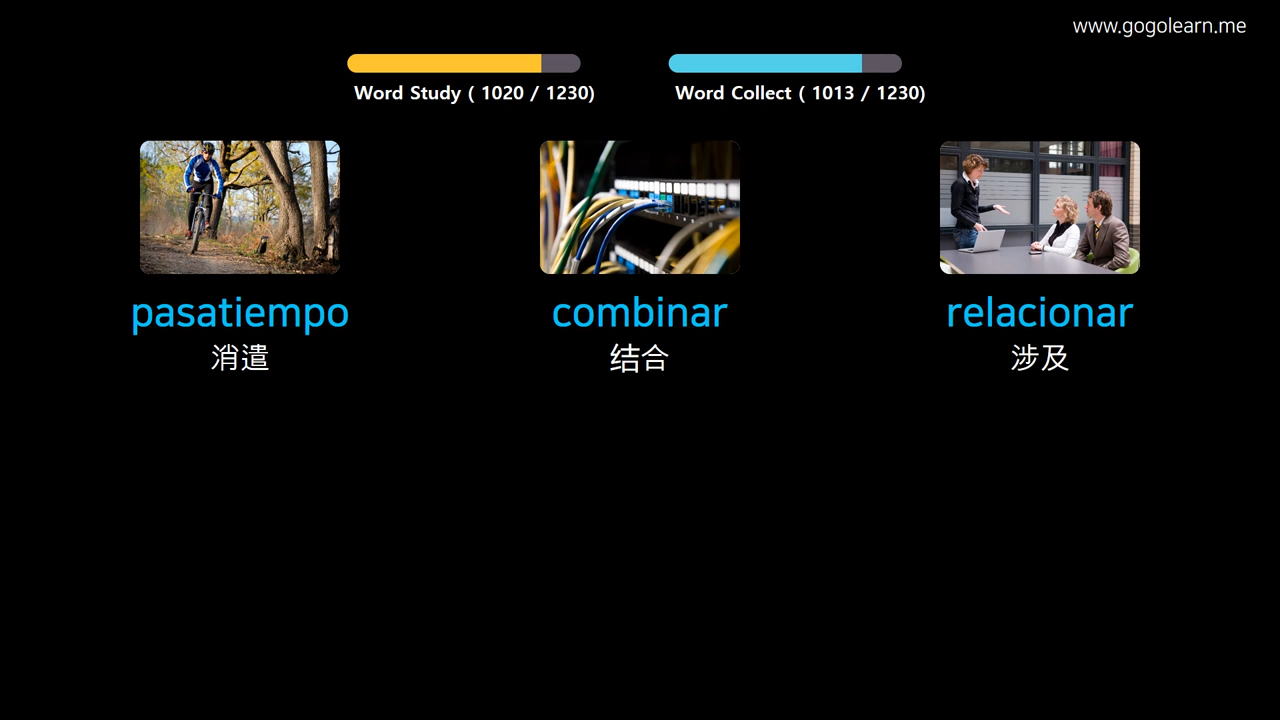 www.gogolearn.me
Word Study ( 1020 / 1230)
Word Collect ( 1013 / 1230)
pasatiempo
消遣
combinar
结合
relacionar
涉及